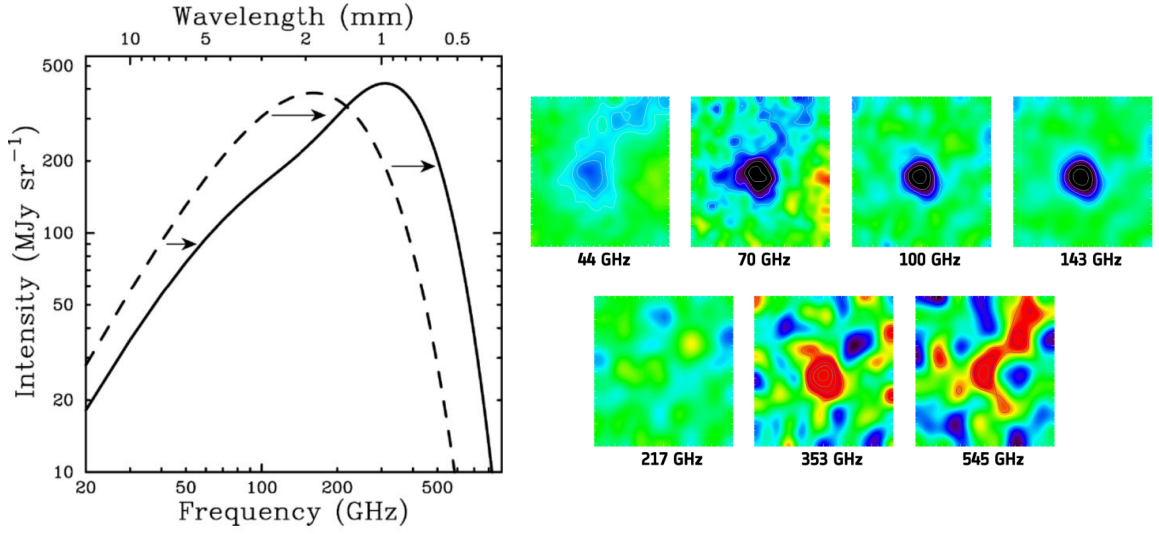 Wavelength (mm)
10 5 2 1 0.5
Intensity (MJy sr⁻¹)
500
200
100
50
20
10
20 50 100 200 500
Frequency (GHz)
44 GHz 70 GHz 100 GHz 143 GHz
217 GHz 353 GHz 545 GHz